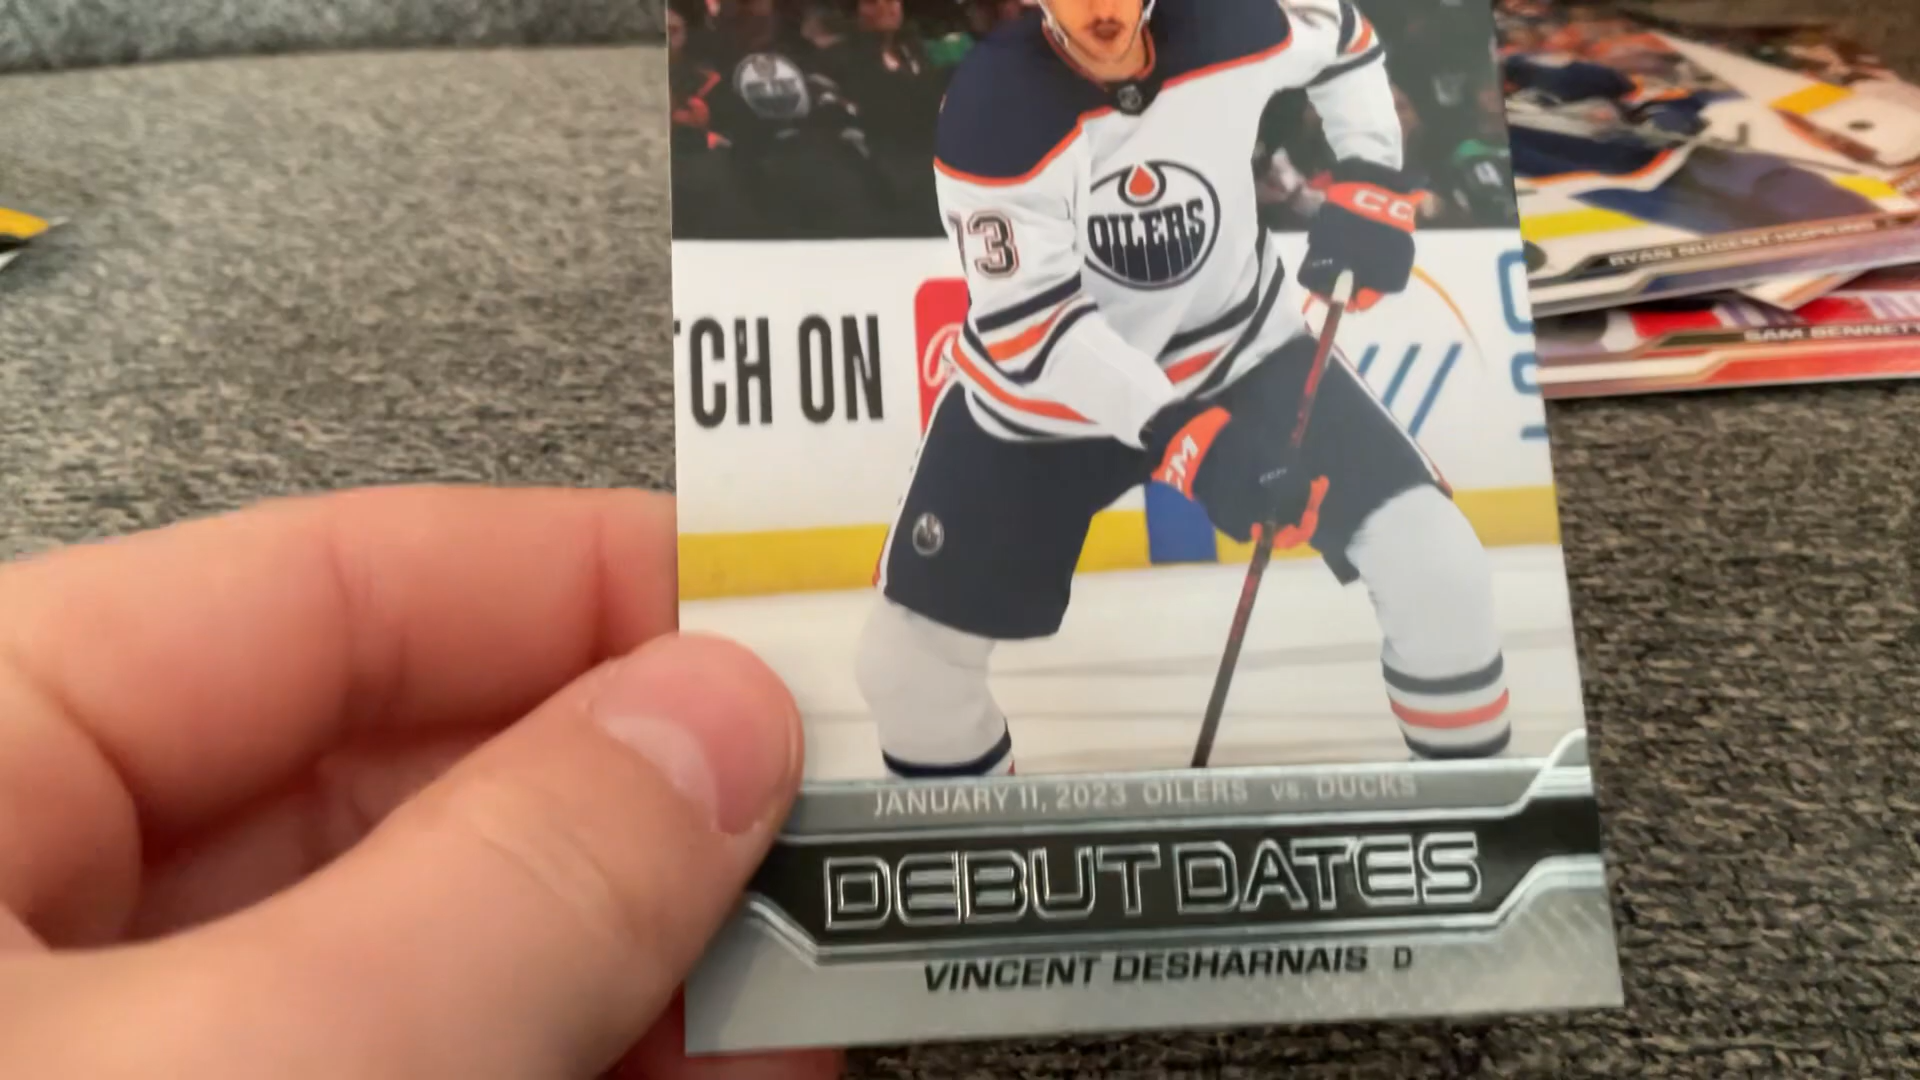 73
OILERS
CCM
TCH ON
CCM
JANUARY 11, 2023 OILERS vs. DUCKS
DEBUT DATES
VINCENT DESHARNAIS D
RYAN NUGENT-HOPKINS
SAM BENNETT